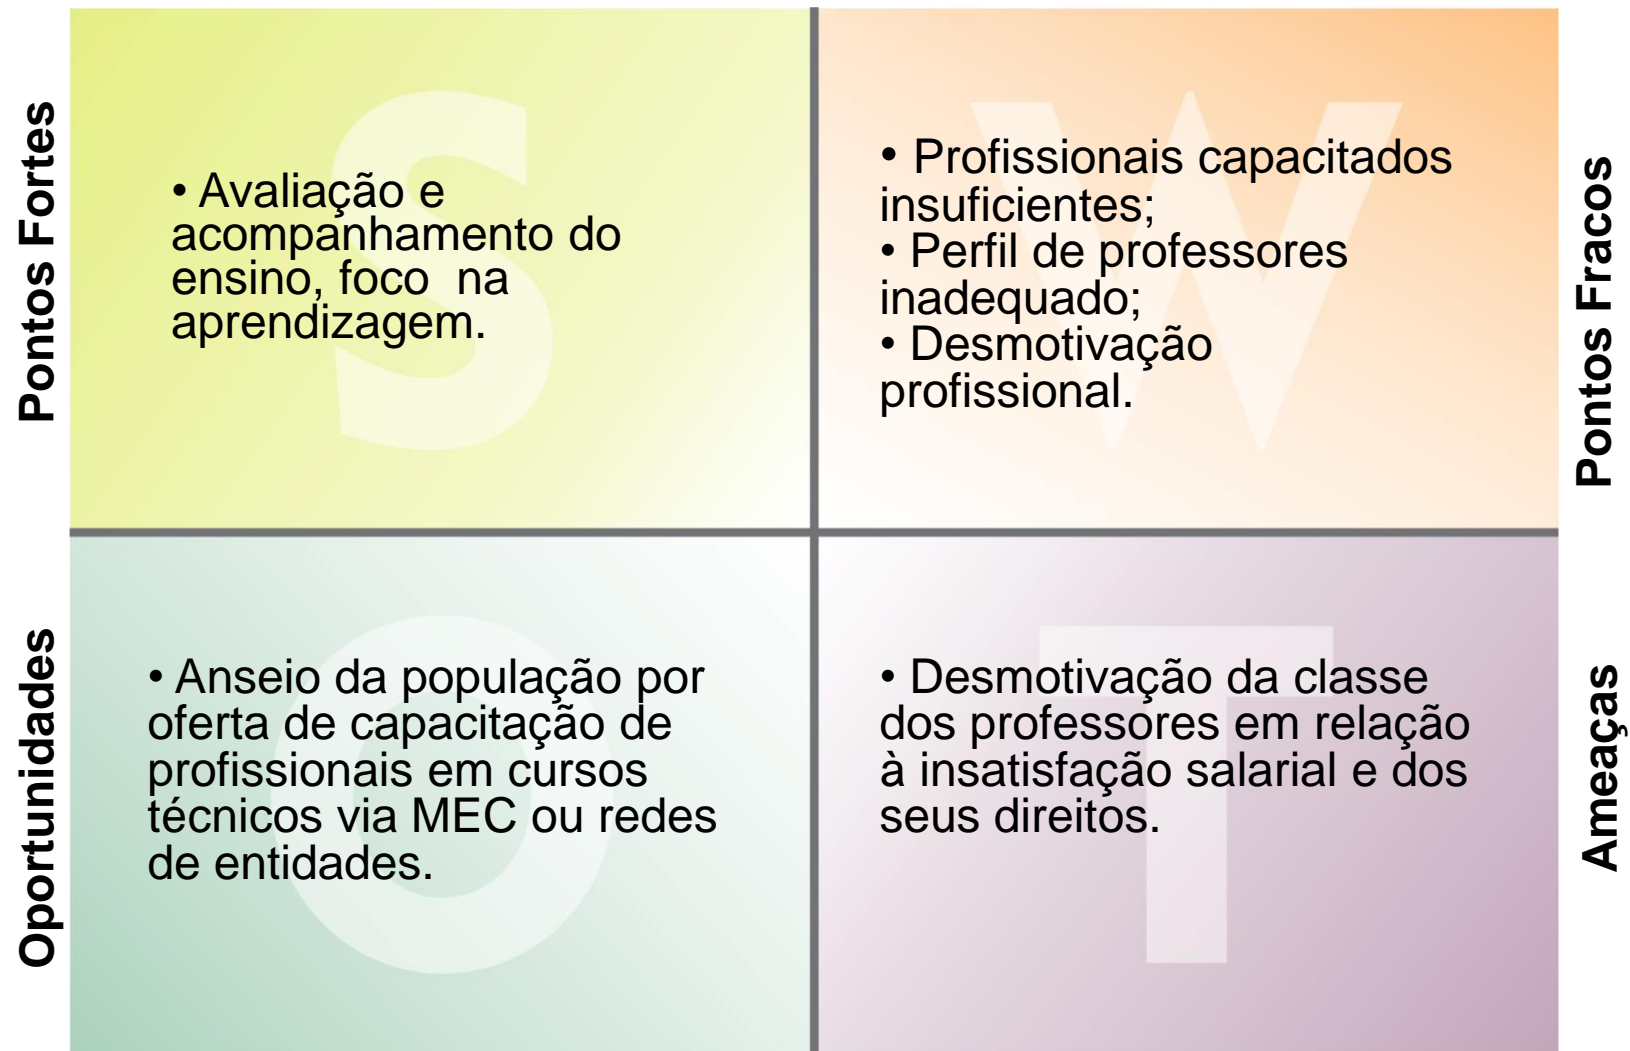 Pontos Fortes
S
• Avaliação e
acompanhamento do
ensino, foco  na
aprendizagem.
W
• Profissionais capacitados
insuficientes;
• Perfil de professores
inadequado;
• Desmotivação
profissional.
Pontos Fracos
Oportunidades
O
• Anseio da população por
oferta de capacitação de
profissionais em cursos
técnicos via MEC ou redes
de entidades.
T
• Desmotivação da classe
dos professores em relação
à insatisfação salarial e dos
seus direitos.
Ameaças